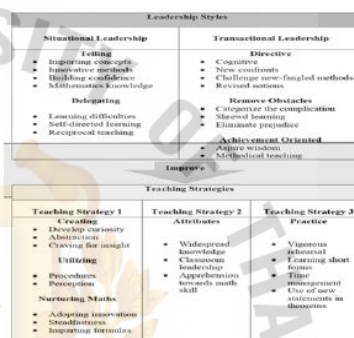 Leadership Styles
Situational Leadership
Telling
• Importing concepts
• Innovative methods
• Building confidence
• Mathematics knowledge
Delegating
• Learning difficulties
• Self-directed learning
• Reciprocal teaching
Transactional Leadership
Directive
• Cognitive
• New confronts
• Challenge new-fangled methods
• Revised notions
Remove Obstacles
• Categorize the complication
• Shrewd learning
• Eliminate prejudice
Achievement Oriented
• Aspire wisdom
• Methodical teaching
Improve
Teaching Strategies
Teaching Strategy 1
Creating
• Develop curiosity
• Abstraction
• Craving for insight
Utilizing
• Procedures
• Perception
Nurturing Maths
• Adopting innovation
• Steadfastness
• Imparting formulas
Teaching Strategy 2
Attributes
• Widespread
knowledge
• Classroom
leadership
• Apprehension
towards math
skill
Teaching Strategy 3
Practice
• Vigorous
rehearsal
• Learning short
forms
• Time
management
• Use of new
statements in
theorems